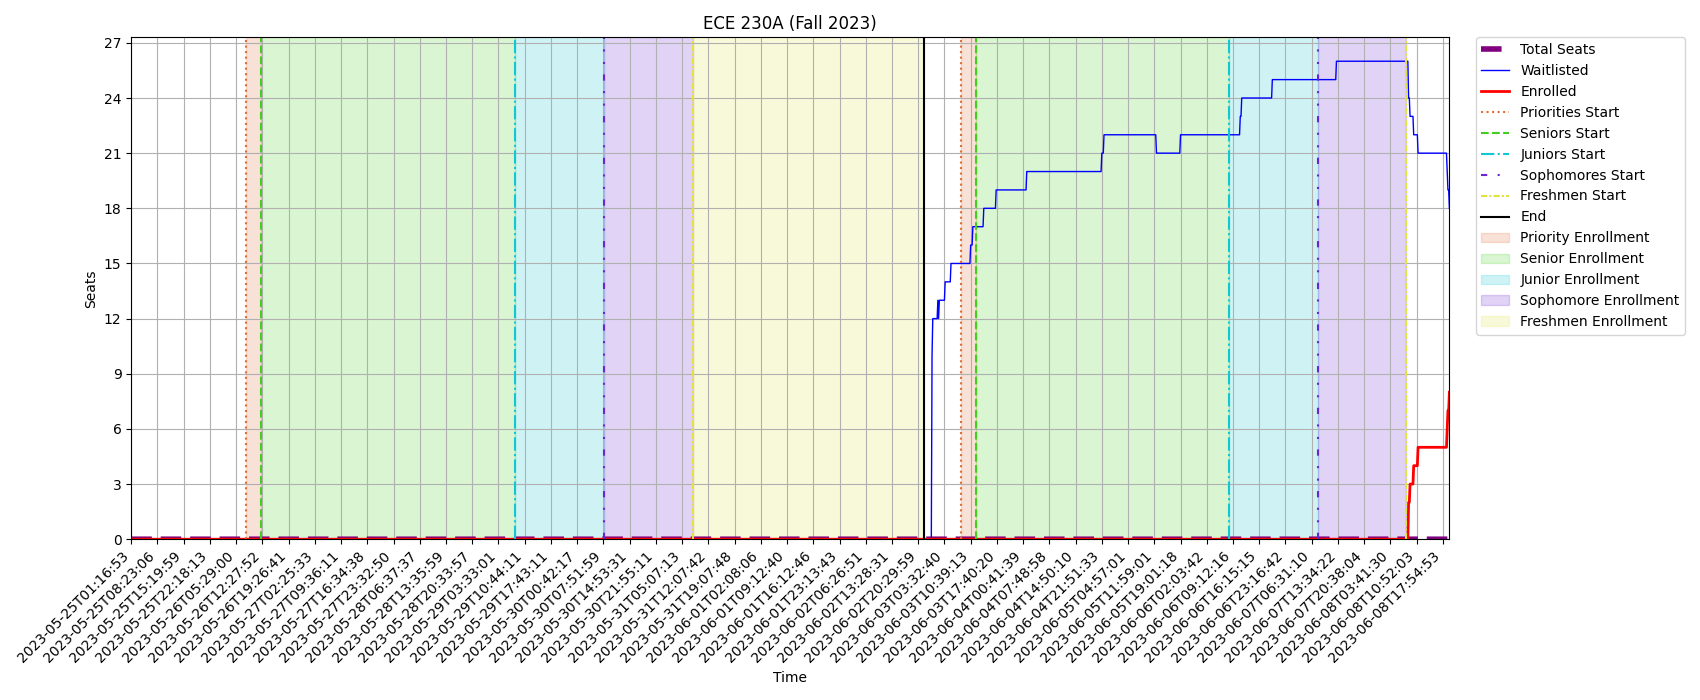 ECE 230A (Fall 2023)
27
24
21
18
15
12
9
6
3
0
Seats
2023-05-25T01:16:53
2023-05-25T08:23:06
2023-05-25T15:19:59
2023-05-25T22:18:13
2023-05-26T05:29:00
2023-05-26T12:27:52
2023-05-26T19:26:41
2023-05-27T02:25:33
2023-05-27T09:36:11
2023-05-27T16:34:38
2023-05-27T23:32:50
2023-05-28T06:37:37
2023-05-28T13:35:59
2023-05-28T20:33:57
2023-05-29T03:33:01
2023-05-29T10:44:11
2023-05-29T17:43:11
2023-05-30T00:42:17
2023-05-30T07:51:59
2023-05-30T14:53:31
2023-05-30T21:55:11
2023-05-31T05:07:13
2023-05-31T12:07:42
2023-05-31T19:07:48
2023-06-01T02:08:06
2023-06-01T09:12:40
2023-06-01T16:12:46
2023-06-01T23:13:43
2023-06-02T06:26:51
2023-06-02T13:28:31
2023-06-02T20:29:59
2023-06-03T03:32:40
2023-06-03T10:39:13
2023-06-03T17:40:20
2023-06-04T00:41:39
2023-06-04T07:48:58
2023-06-04T14:50:10
2023-06-04T21:51:33
2023-06-05T04:57:01
2023-06-05T11:59:01
2023-06-05T19:01:18
2023-06-06T02:03:42
2023-06-06T09:12:16
2023-06-06T16:15:15
2023-06-06T23:16:42
2023-06-07T06:31:10
2023-06-07T13:34:22
2023-06-07T20:38:04
2023-06-08T03:41:30
2023-06-08T10:52:03
2023-06-08T17:54:53
Time
Total Seats
Waitlisted
Enrolled
Priorities Start
Seniors Start
Juniors Start
Sophomores Start
Freshmen Start
End
Priority Enrollment
Senior Enrollment
Junior Enrollment
Sophomore Enrollment
Freshmen Enrollment